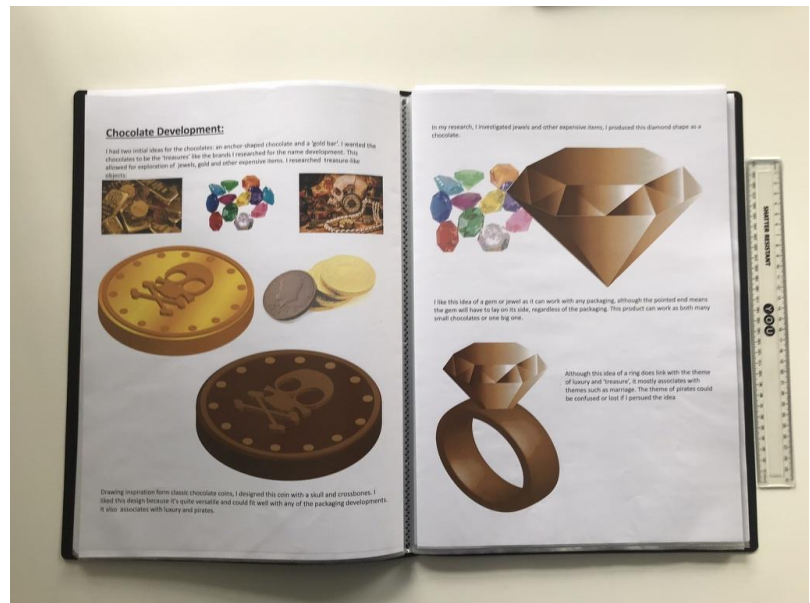 Chocolate Development:
I had two initial ideas for the chocolates: an anchor shaped chocolate and a 'gold bar'. I wanted the
chocolates to be the 'treasures' like the brands I researched for the name development. This
allowed for exploration of jewels, gold and other expensive items. I researched treasure-like
objects:
Drawing inspiration form classic chocolate coins, I designed this coin with a skull and crossbones. I
liked this design because it's quite versatile and could fit well with any of the packaging developments.
It also associates with luxury and pirates.
In my research, I investigated jewels and other expensive items, I produced this diamond shape as a
chocolate.
I like this idea of a gem or jewel as it can work with any packaging, although the pointed end means
the gem will have to lay on its side, regardless of the packaging. This product can work as both many
small chocolates or one big one.
Although this idea of a ring does link with the theme
of luxury and 'treasure', it mostly associates with
themes such as marriage. The theme of pirates could
be confused or lost if I persued the idea
SHATTER RESISTANT
YOU